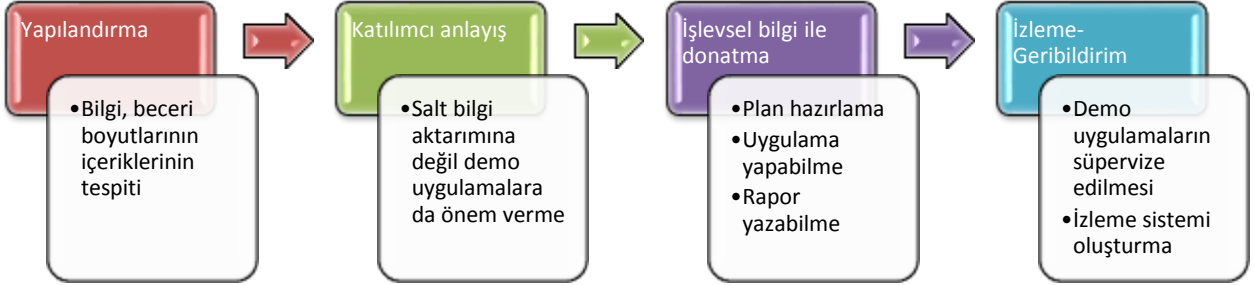 Yapılandırma
•Bilgi, beceri
boyutlarının
içeriklerinin
tespiti
Katılımcı anlayış
•Salt bilgi
aktarımına
değil demo
uygulamalara
da önem verme
İşlevsel bilgi ile
donatma
•Plan hazırlama
•Uygulama
yapabilme
•Rapor
yazabilme
İzleme-
Geribildirim
•Demo
uygulamaların
süpervize
edilmesi
•İzleme sistemi
oluşturma